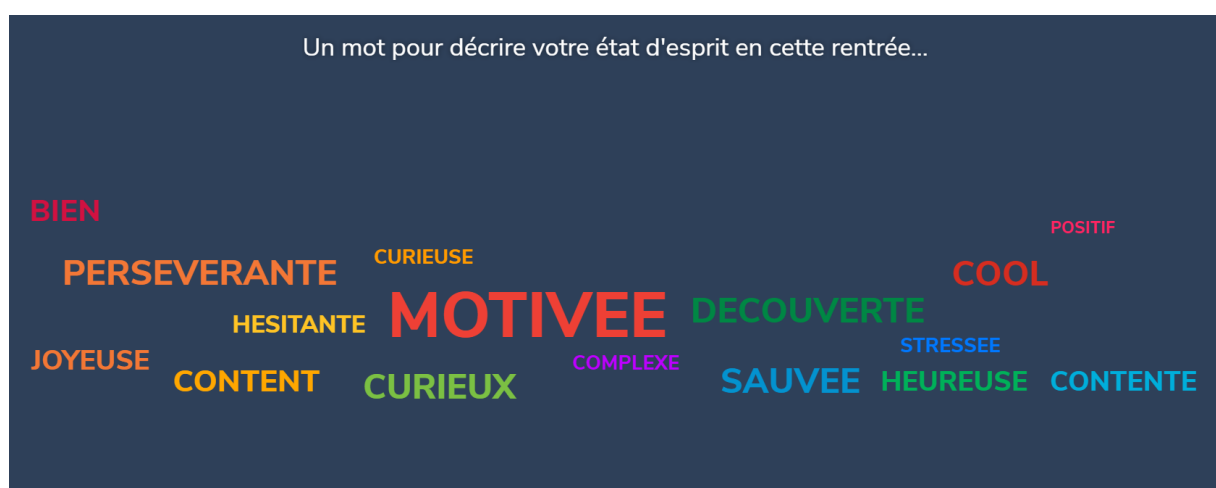 Un mot pour décrire votre état d'esprit en cette rentrée...
BIEN
POSITIF
CURIEUSE
PERSEVERANTE
COOL
MOTIVEE
DECOUVERTE
HESITANTE
STRESSEE
JOYEUSE
COMPLEXE
CONTENT
CURIEUX
SAUVEE
HEUREUSE
CONTENTE